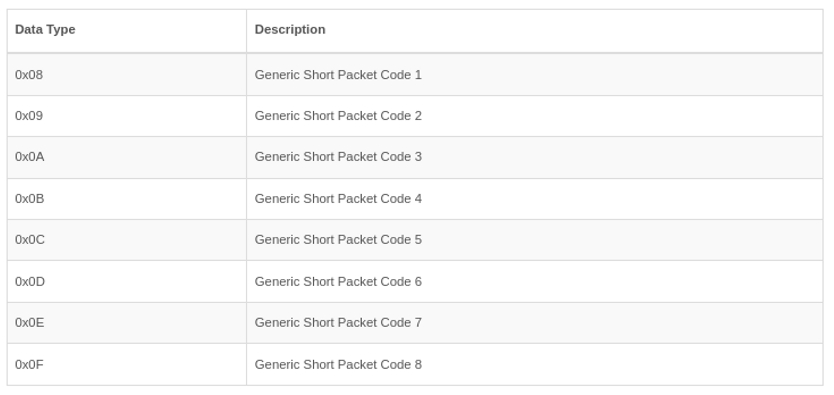 Data Type Description
0x08 Generic Short Packet Code 1
0x09 Generic Short Packet Code 2
0x0A Generic Short Packet Code 3
0x0B Generic Short Packet Code 4
0x0C Generic Short Packet Code 5
0x0D Generic Short Packet Code 6
0x0E Generic Short Packet Code 7
0x0F Generic Short Packet Code 8